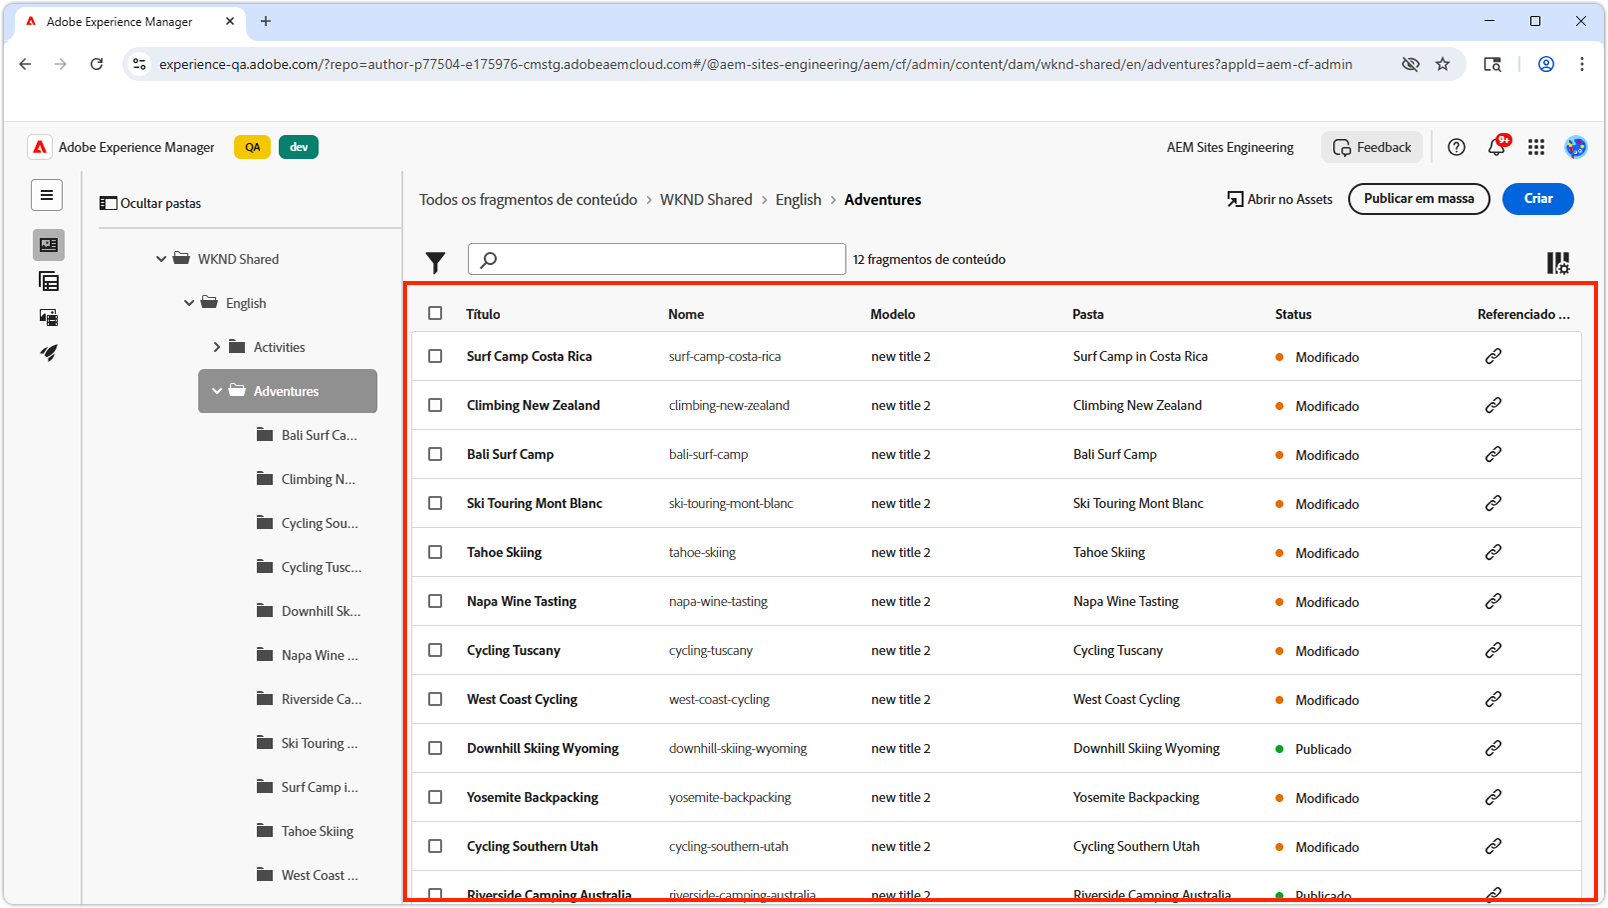 Adobe Experience Manager
experience-qa.adobe.com/?repo=author-p77504-e175976-cmstg.adobeaemcloud.com#/@aem-sites-engineering/aem/cf/admin/content/dam/wknd-shared/en/adventures?appId=aem-cf-admin
Adobe Experience Manager QA dev AEM Sites Engineering Feedback 9+
Ocultar pastas
WKND Shared
English
Activities
Adventures
Bali Surf Ca...
Climbing N...
Cycling Sou...
Cycling Tusc...
Downhill Sk...
Napa Wine ...
Riverside Ca...
Ski Touring ...
Surf Camp i...
Tahoe Skiing
West Coast ...
Todos os fragmentos de conteúdo > WKND Shared > English > Adventures
Abrir no Assets Publicar em massa Criar
12 fragmentos de conteúdo
Título Nome Modelo Pasta Status Referenciado ...
Surf Camp Costa Rica surf-camp-costa-rica new title 2 Surf Camp in Costa Rica Modificado
Climbing New Zealand climbing-new-zealand new title 2 Climbing New Zealand Modificado
Bali Surf Camp bali-surf-camp new title 2 Bali Surf Camp Modificado
Ski Touring Mont Blanc ski-touring-mont-blanc new title 2 Ski Touring Mont Blanc Modificado
Tahoe Skiing tahoe-skiing new title 2 Tahoe Skiing Modificado
Napa Wine Tasting napa-wine-tasting new title 2 Napa Wine Tasting Modificado
Cycling Tuscany cycling-tuscany new title 2 Cycling Tuscany Modificado
West Coast Cycling west-coast-cycling new title 2 West Coast Cycling Modificado
Downhill Skiing Wyoming downhill-skiing-wyoming new title 2 Downhill Skiing Wyoming Publicado
Yosemite Backpacking yosemite-backpacking new title 2 Yosemite Backpacking Modificado
Cycling Southern Utah cycling-southern-utah new title 2 Cycling Southern Utah Modificado
Riverside Camping Australia riverside-camping-australia new title 2 Riverside Camping Australia Publicado